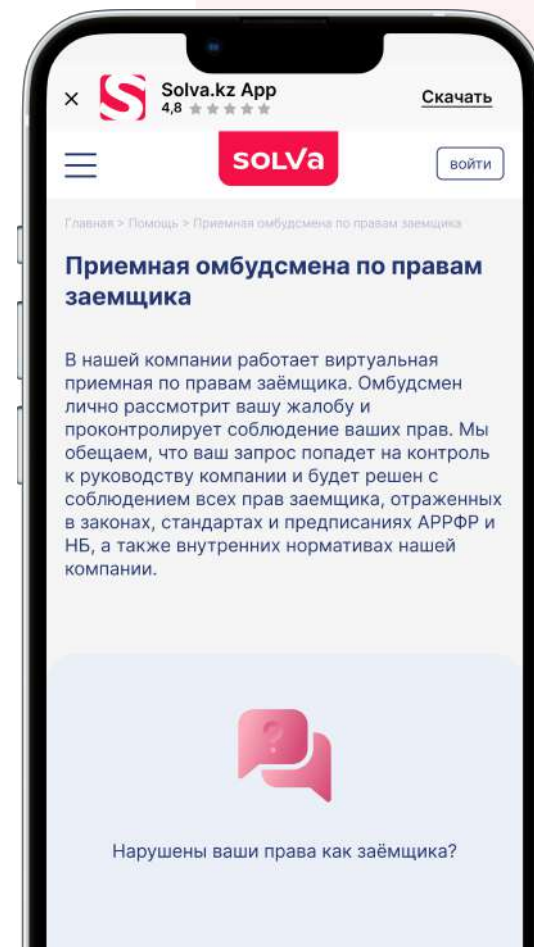 Solva.kz App
4,8
Скачать
solva
войти
Главная > Помощь > Приемная омбудсмена по правам заемщика
Приемная омбудсмена по правам
заемщика
В нашей компании работает виртуальная
приемная по правам заёмщика. Омбудсмен
лично рассмотрит вашу жалобу и
проконтролирует соблюдение ваших прав. Мы
обещаем, что ваш запрос попадет на контроль
к руководству компании и будет решен с
соблюдением всех прав заемщика, отраженных
в законах, стандартах и предписаниях АРРФР и
НБ, а также внутренних нормативах нашей
компании.
?
Нарушены ваши права как заёмщика?